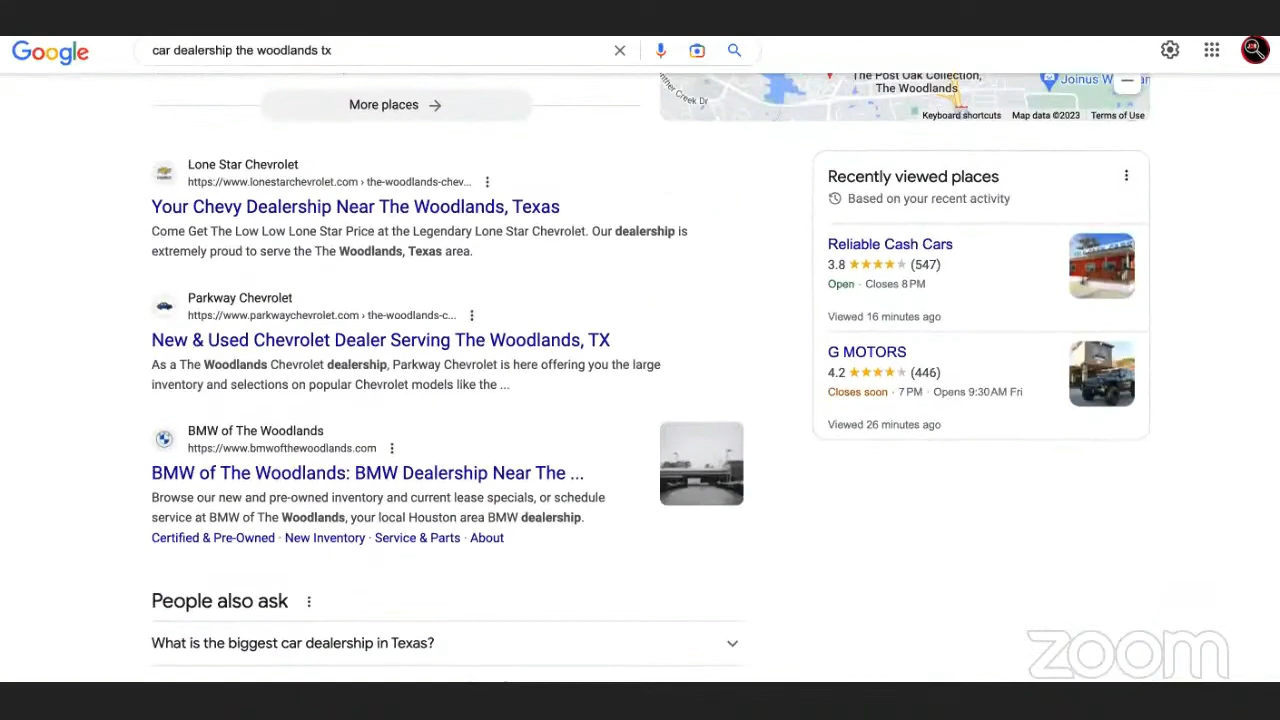 Google
car dealership the woodlands tx
The Post Oak Collection,
The Woodlands
Joinus W
Creek Dr
Keyboard shortcuts
Map data ©2023
Terms of Use
More places
Lone Star Chevrolet
https://www.lonestarchevrolet.com › the-woodlands-chev...
Your Chevy Dealership Near The Woodlands, Texas
Come Get The Low Low Lone Star Price at the Legendary Lone Star Chevrolet. Our dealership is
extremely proud to serve the The Woodlands, Texas area.
Parkway Chevrolet
https://www.parkwaychevrolet.com › the-woodlands-c...
New & Used Chevrolet Dealer Serving The Woodlands, TX
As a The Woodlands Chevrolet dealership, Parkway Chevrolet is here offering you the large
inventory and selections on popular Chevrolet models like the ...
BMW of The Woodlands
https://www.bmwofthewoodlands.com
BMW of The Woodlands: BMW Dealership Near The ...
Browse our new and pre-owned inventory and current lease specials, or schedule
service at BMW of The Woodlands, your local Houston area BMW dealership.
Certified & Pre-Owned · New Inventory · Service & Parts · About
People also ask
What is the biggest car dealership in Texas?
Recently viewed places
Based on your recent activity
Reliable Cash Cars
3.8 (547)
Open · Closes 8 PM
Viewed 16 minutes ago
G MOTORS
4.2 (446)
Closes soon · 7 PM · Opens 9:30 AM Fri
Viewed 26 minutes ago
zoom